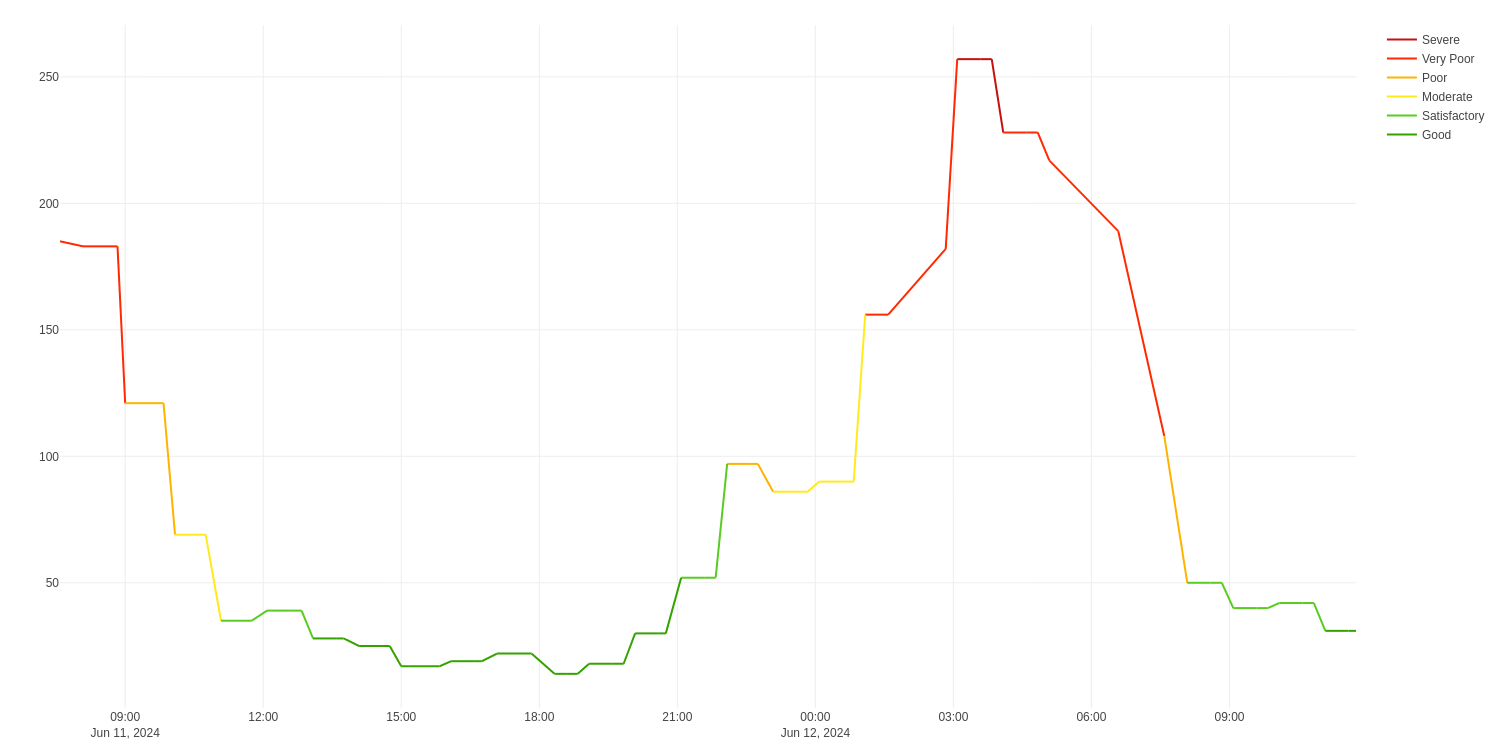 250
200
150
100
50
09:00
12:00
15:00
18:00
21:00
00:00
03:00
06:00
09:00
Jun 11, 2024
Jun 12, 2024
Severe
Very Poor
Poor
Moderate
Satisfactory
Good